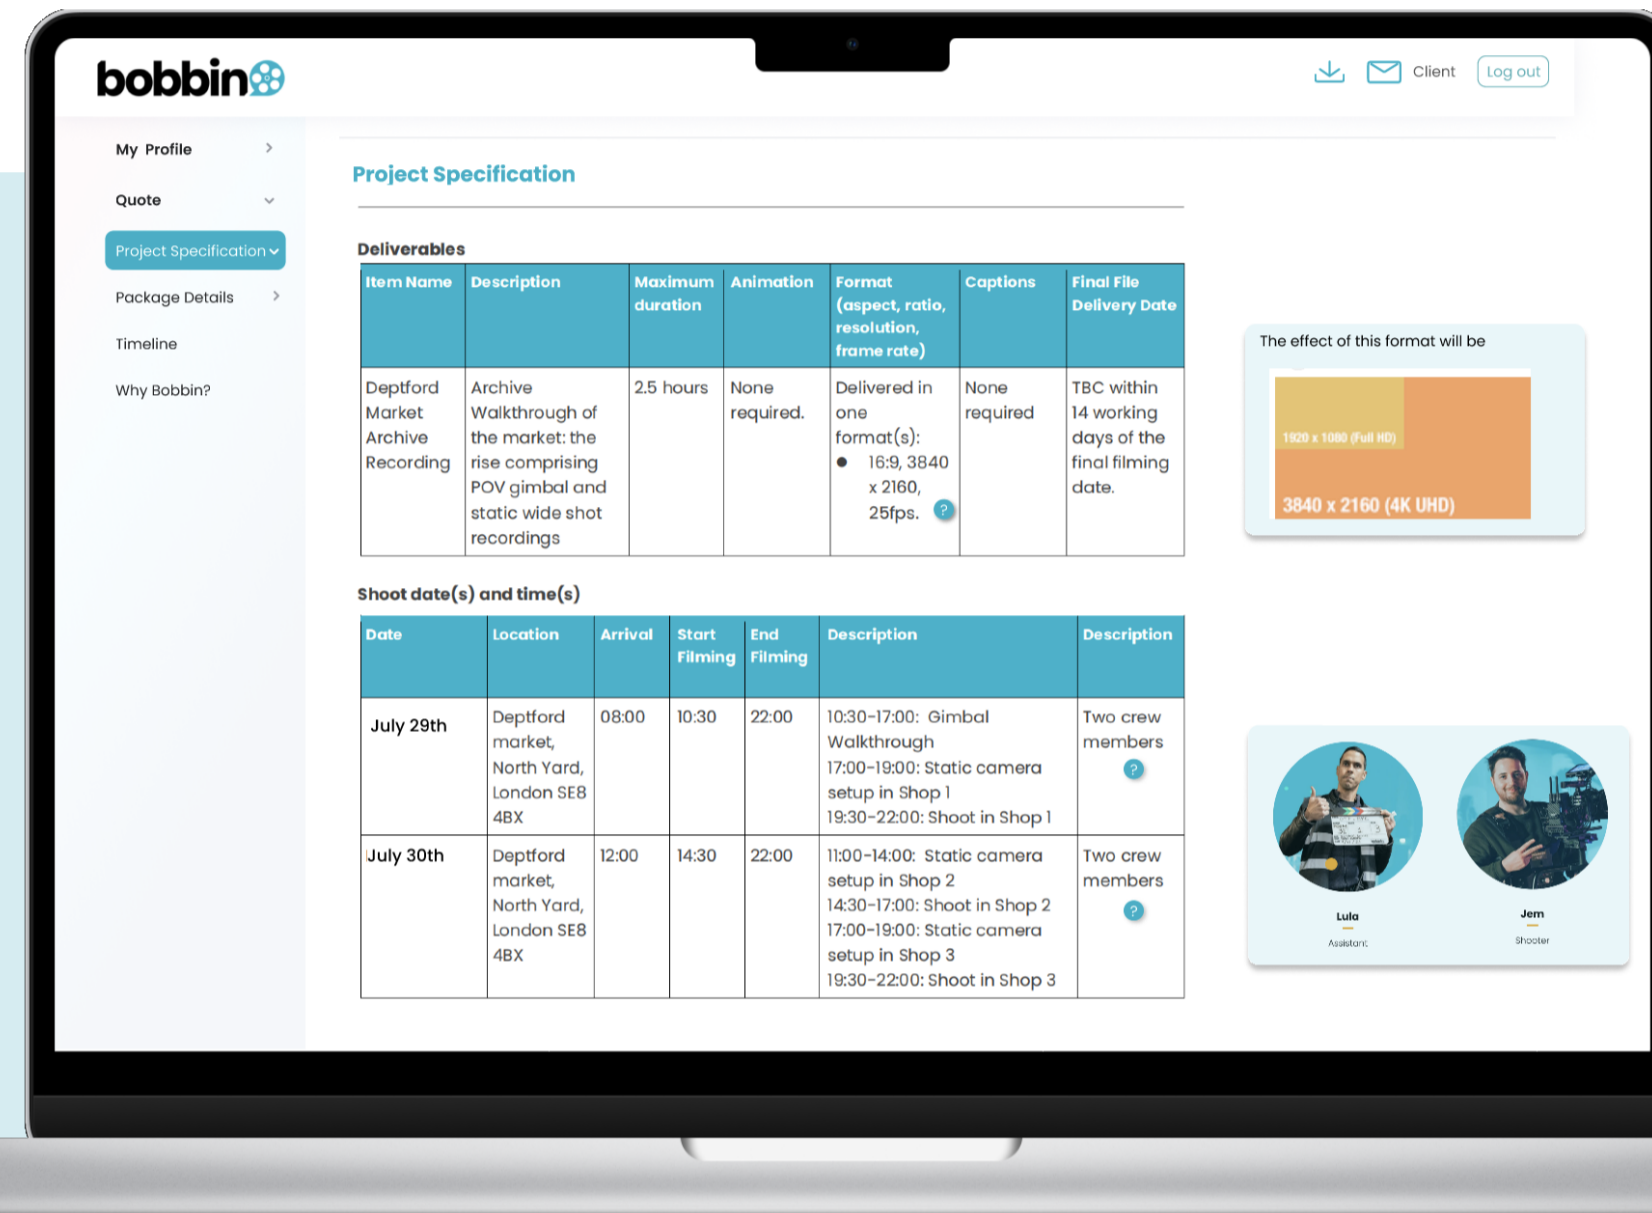 bobbin
Client
Log out
My Profile
Quote
Project Specification
Package Details
Timeline
Why Bobbin?
Project Specification
Deliverables
Item Name
Description
Maximum
duration
Animation
Format
(aspect, ratio,
resolution,
frame rate)
Captions
Final File
Delivery Date
Deptford
Market
Archive
Recording
Archive
Walkthrough of
the market: the
rise comprising
POV gimbal and
static wide shot
recordings
2.5 hours
None
required.
Delivered in
one
format(s):
● 16:9, 3840
x 2160,
25fps.
?
None
required
TBC within
14 working
days of the
final filming
date.
The effect of this format will be
1920 x 1080 (Full HD)
3840 x 2160 (4K UHD)
Shoot date(s) and time(s)
Date
Location
Arrival
Start
Filming
End
Filming
Description
Description
July 29th
Deptford
market,
North Yard,
London SE8
4BX
08:00
10:30
22:00
10:30-17:00: Gimbal
Walkthrough
17:00-19:00: Static camera
setup in Shop 1
19:30-22:00: Shoot in Shop 1
Two crew
members
?
July 30th
Deptford
market,
North Yard,
London SE8
4BX
12:00
14:30
22:00
11:00-14:00: Static camera
setup in Shop 2
14:30-17:00: Shoot in Shop 2
17:00-19:00: Static camera
setup in Shop 3
19:30-22:00: Shoot in Shop 3
Two crew
members
?
Lula
Assistant
Jem
Shooter